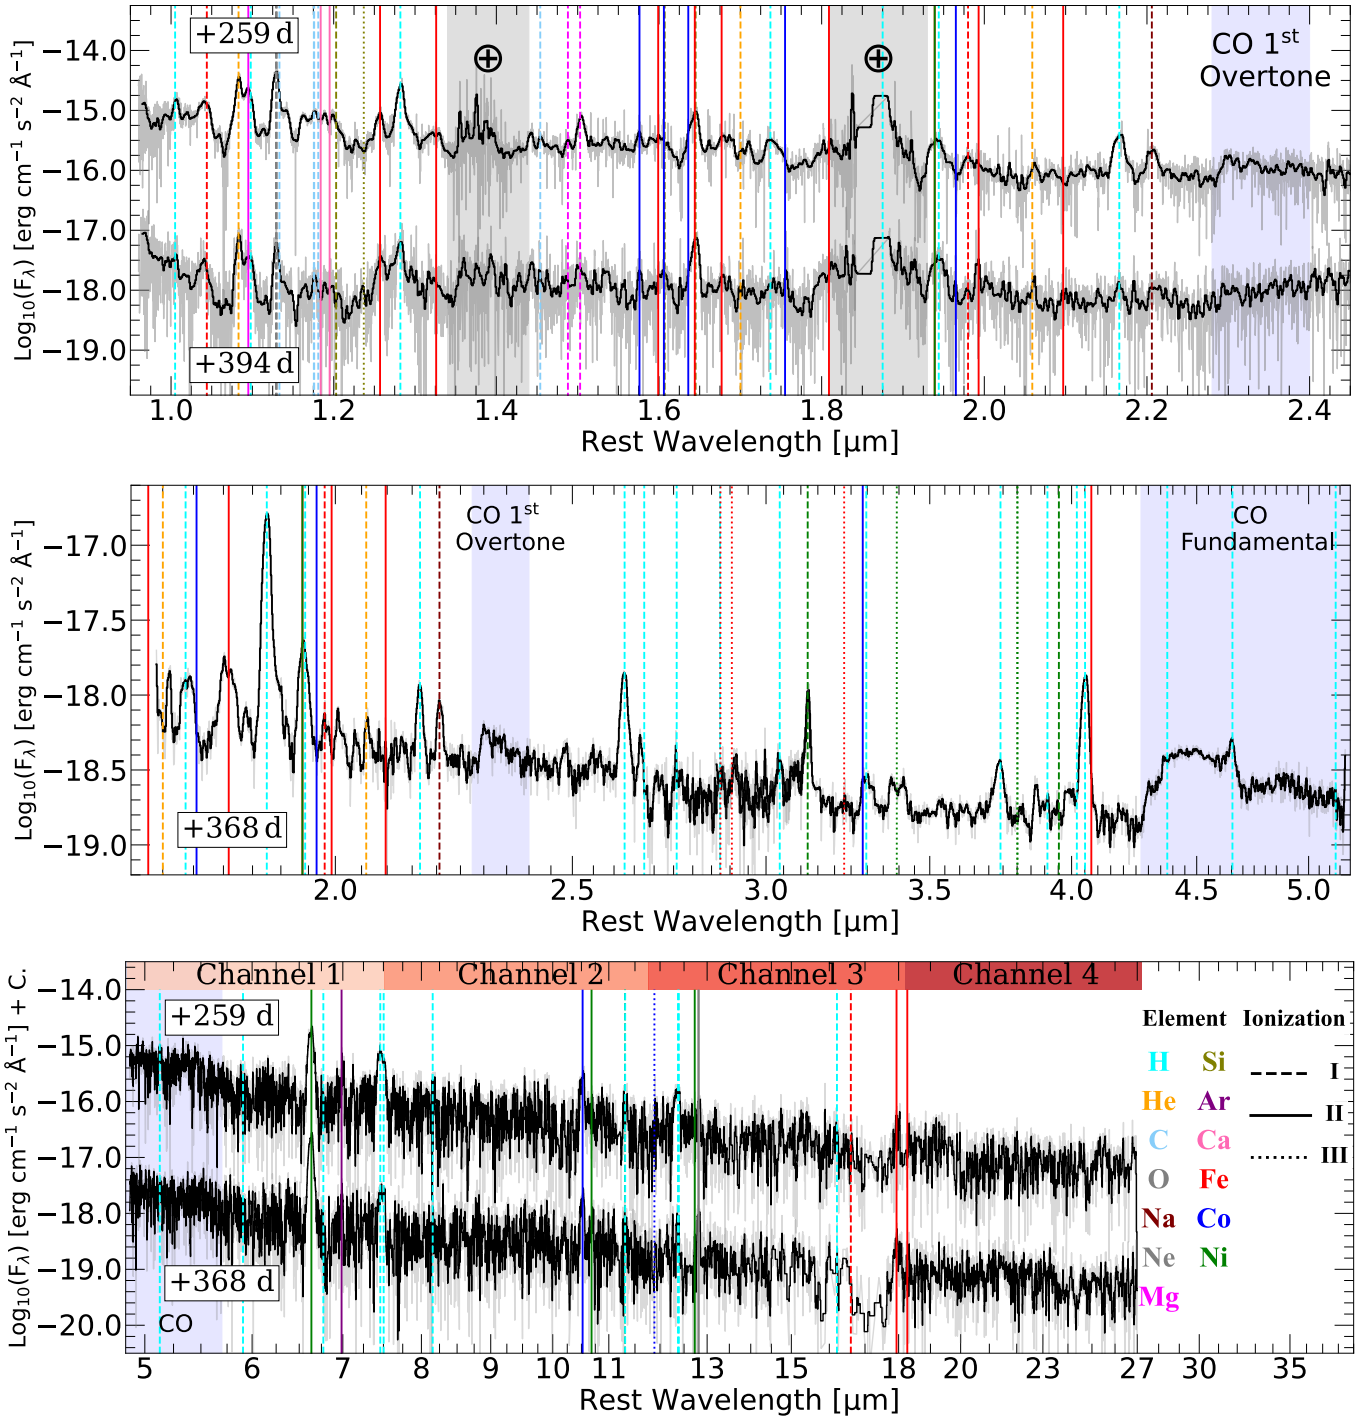 −14.0
−15.0
−16.0
−17.0
−18.0
−19.0
Log₁₀(F_λ) [erg cm⁻¹ s⁻² Å⁻¹]
+259 d
+394 d
⊕
⊕
CO 1ˢᵗ
Overtone
1.0 1.2 1.4 1.6 1.8 2.0 2.2 2.4
Rest Wavelength [μm]
−17.0
−17.5
−18.0
−18.5
−19.0
Log₁₀(F_λ) [erg cm⁻¹ s⁻² Å⁻¹]
CO 1ˢᵗ
Overtone
CO
Fundamental
+368 d
2.0 2.5 3.0 3.5 4.0 4.5 5.0
Rest Wavelength [μm]
Channel 1 Channel 2 Channel 3 Channel 4
−14.0
−15.0
−16.0
−17.0
−18.0
−19.0
−20.0
Log₁₀(F_λ) [erg cm⁻¹ s⁻² Å⁻¹] + C.
+259 d
+368 d
CO
Element Ionization
H Si I
He Ar II
C Ca III
O Fe
Na Co
Ne Ni
Mg
5 6 7 8 9 10 11 13 15 18 20 23 27 30 35
Rest Wavelength [μm]